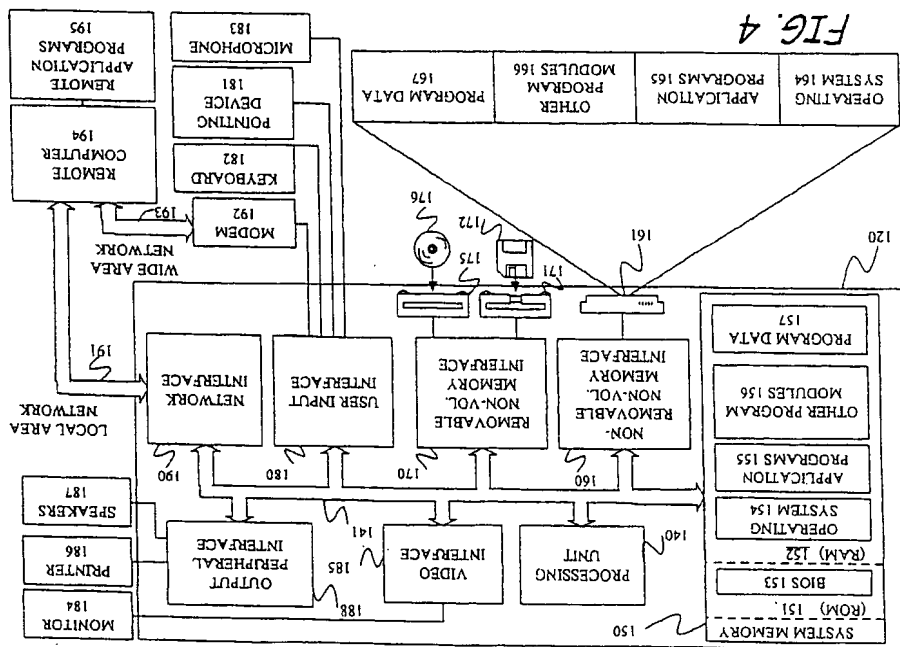 SYSTEM MEMORY
150
(ROM) 151.
BIOS 153
(RAM) 152
OPERATING
SYSTEM 154
APPLICATION
PROGRAMS 155
OTHER PROGRAM
MODULES 156
PROGRAM DATA
157
120
PROCESSING
UNIT
140
VIDEO
INTERFACE
188
141
OUTPUT
PERIPHERAL
INTERFACE
185
MONITOR
184
PRINTER
186
SPEAKERS
187
NON-
REMOVABLE
NON-VOL.
MEMORY
INTERFACE
160
REMOVABLE
NON-VOL.
MEMORY
INTERFACE
170
USER INPUT
INTERFACE
180
NETWORK
INTERFACE
190
LOCAL AREA
NETWORK
191
161
171
172
175
176
WIDE AREA
NETWORK
193
MODEM
192
KEYBOARD
182
POINTING
DEVICE
181
MICROPHONE
183
REMOTE
COMPUTER
194
REMOTE
APPLICATION
PROGRAMS
195
OPERATING
SYSTEM 164
APPLICATION
PROGRAMS 165
OTHER
PROGRAM
MODULES 166
PROGRAM DATA
167
FIG. 4